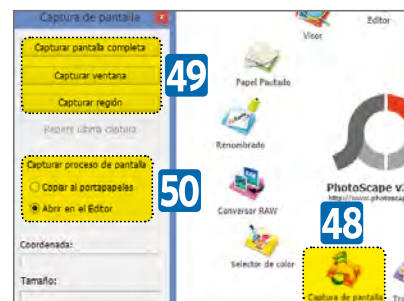 Captura de pantalla
Capturar pantalla completa
Capturar ventana
Capturar región
Repetir última captura
49
Capturar proceso de pantalla
Copiar al portapapeles
Abrir en el Editor
50
Coordenada:
Tamaño:
Editor
Visor
Papel Pautado
Renombrado
Conversor RAW
Selector de color
PhotoScape v3
http://www.photoscap
48
Captura de pantalla